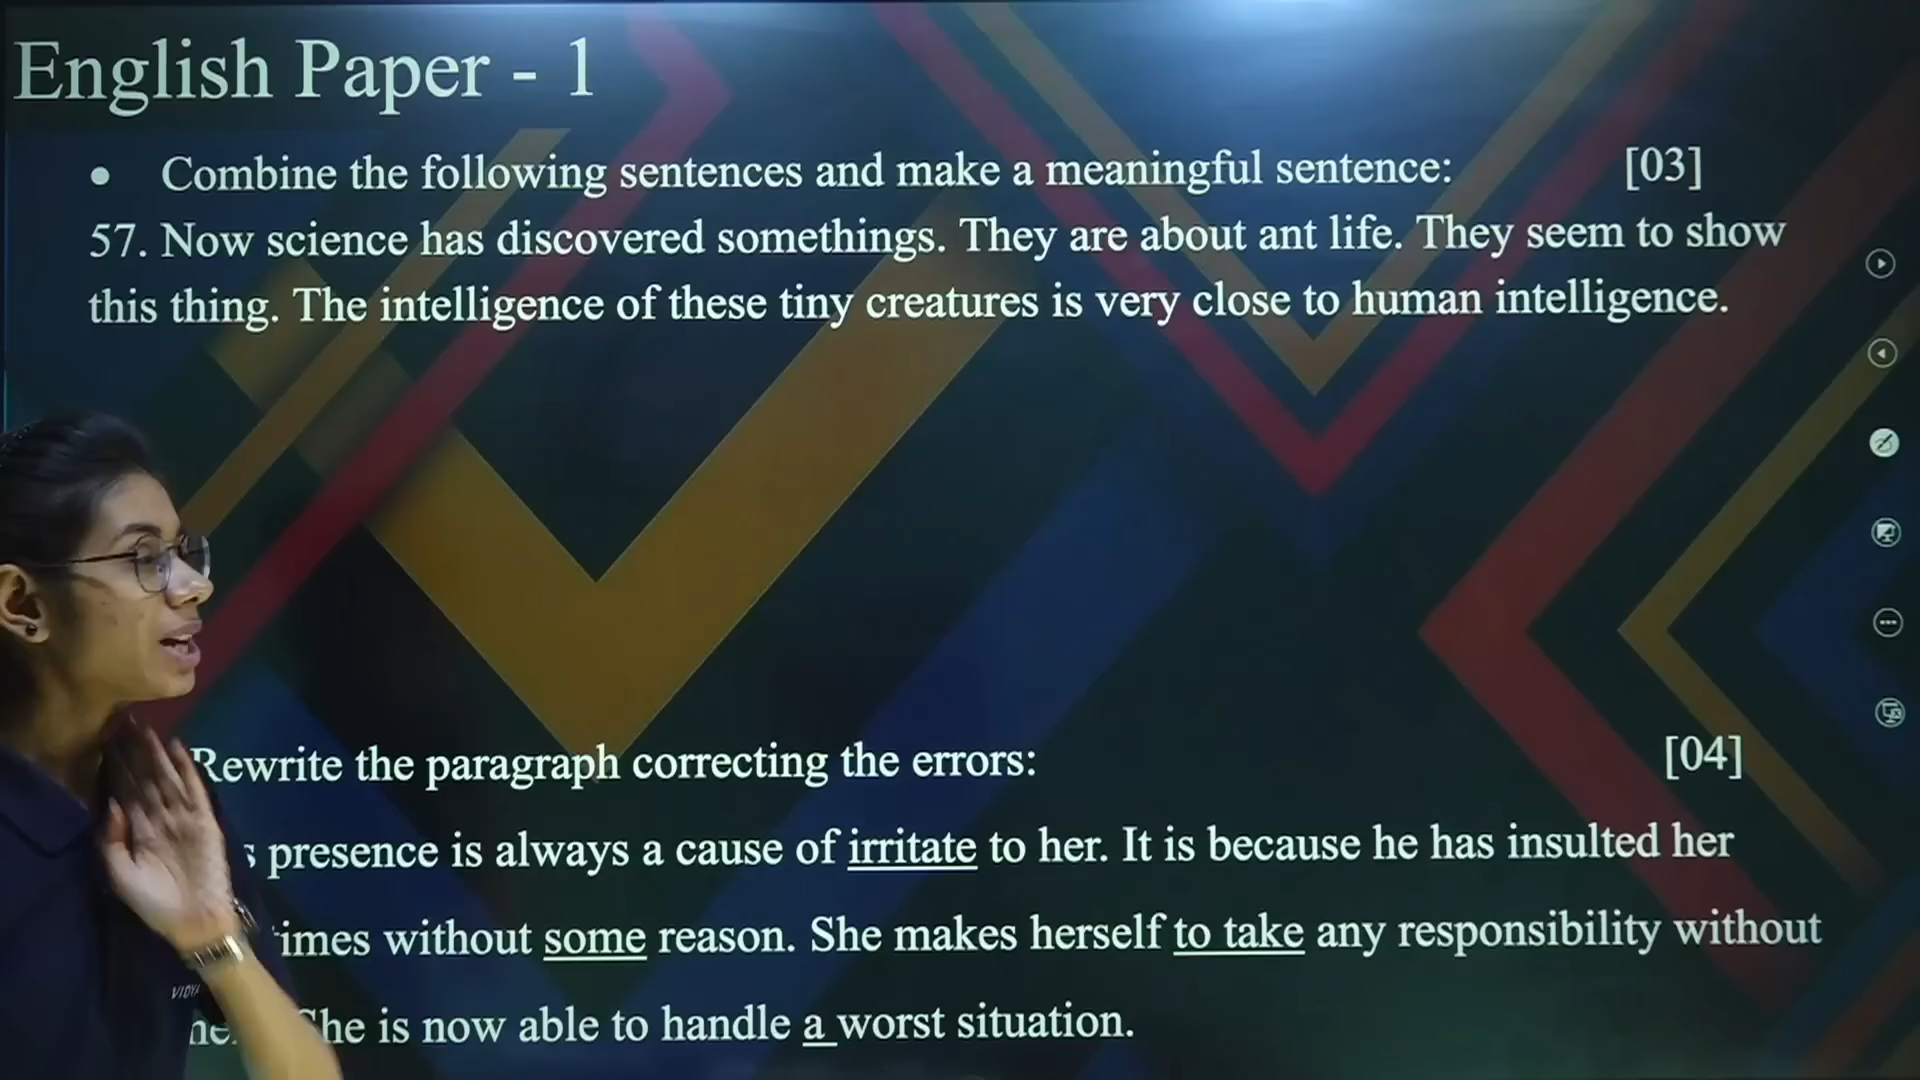 English Paper - 1
• Combine the following sentences and make a meaningful sentence: [03]
57. Now science has discovered somethings. They are about ant life. They seem to show
this thing. The intelligence of these tiny creatures is very close to human intelligence.
Rewrite the paragraph correcting the errors: [04]
presence is always a cause of irritate to her. It is because he has insulted her
times without some reason. She makes herself to take any responsibility without
She is now able to handle a worst situation.